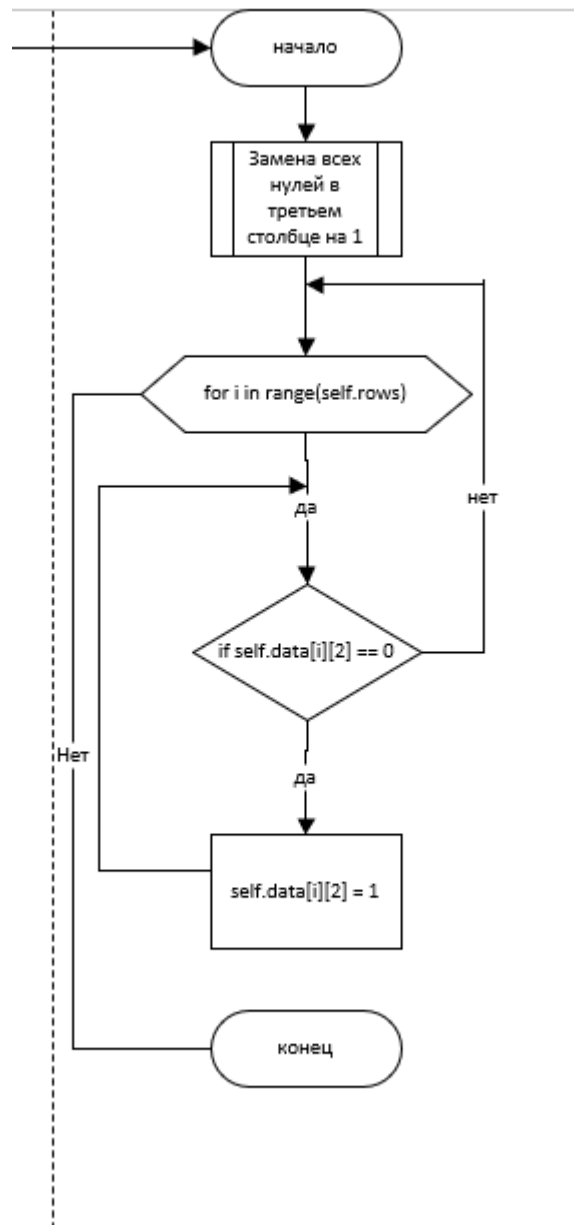 начало
Замена всех
нулей в
третьем
столбце на 1
for i in range(self.rows)
нет
да
if self.data[i][2] == 0
Нет
да
self.data[i][2] = 1
конец